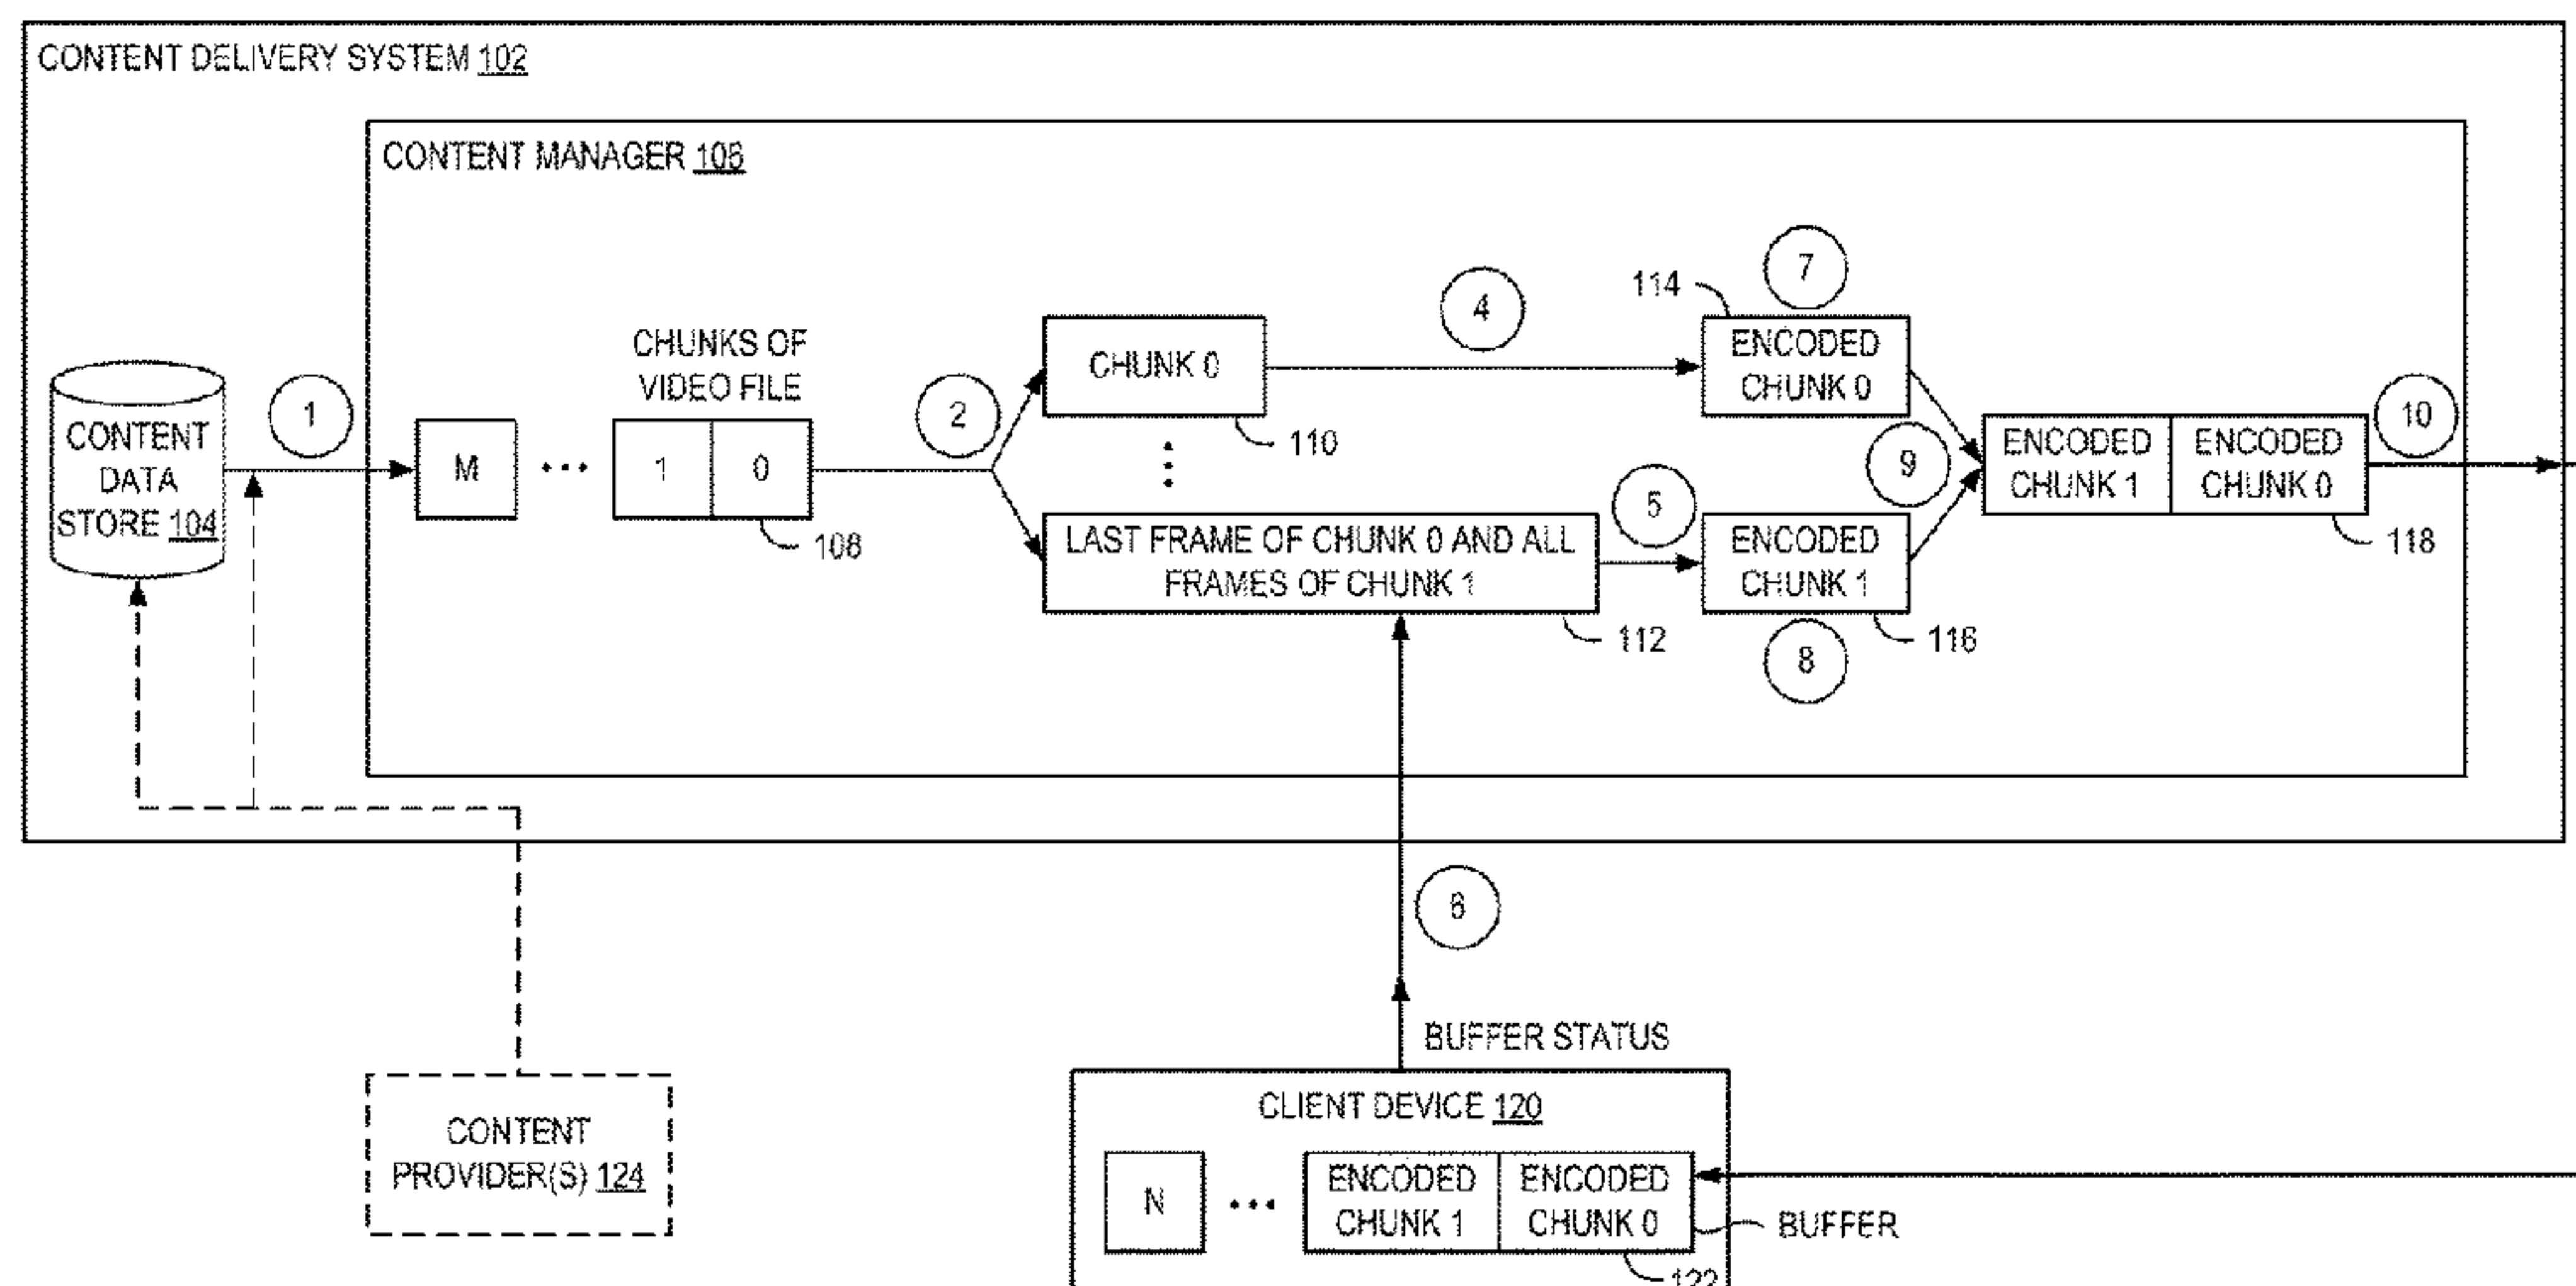 CONTENT DELIVERY SYSTEM 102
CONTENT MANAGER 106
CHUNKS OF
VIDEO FILE
CONTENT
DATA
STORE 104
1
M
•••
1
0
108
2
CHUNK 0
110
LAST FRAME OF CHUNK 0 AND ALL
FRAMES OF CHUNK 1
112
4
5
114
7
ENCODED
CHUNK 0
ENCODED
CHUNK 1
116
8
9
ENCODED
CHUNK 1
ENCODED
CHUNK 0
118
10
6
BUFFER STATUS
CONTENT
PROVIDER(S) 124
CLIENT DEVICE 120
N
•••
ENCODED
CHUNK 1
ENCODED
CHUNK 0
BUFFER
122